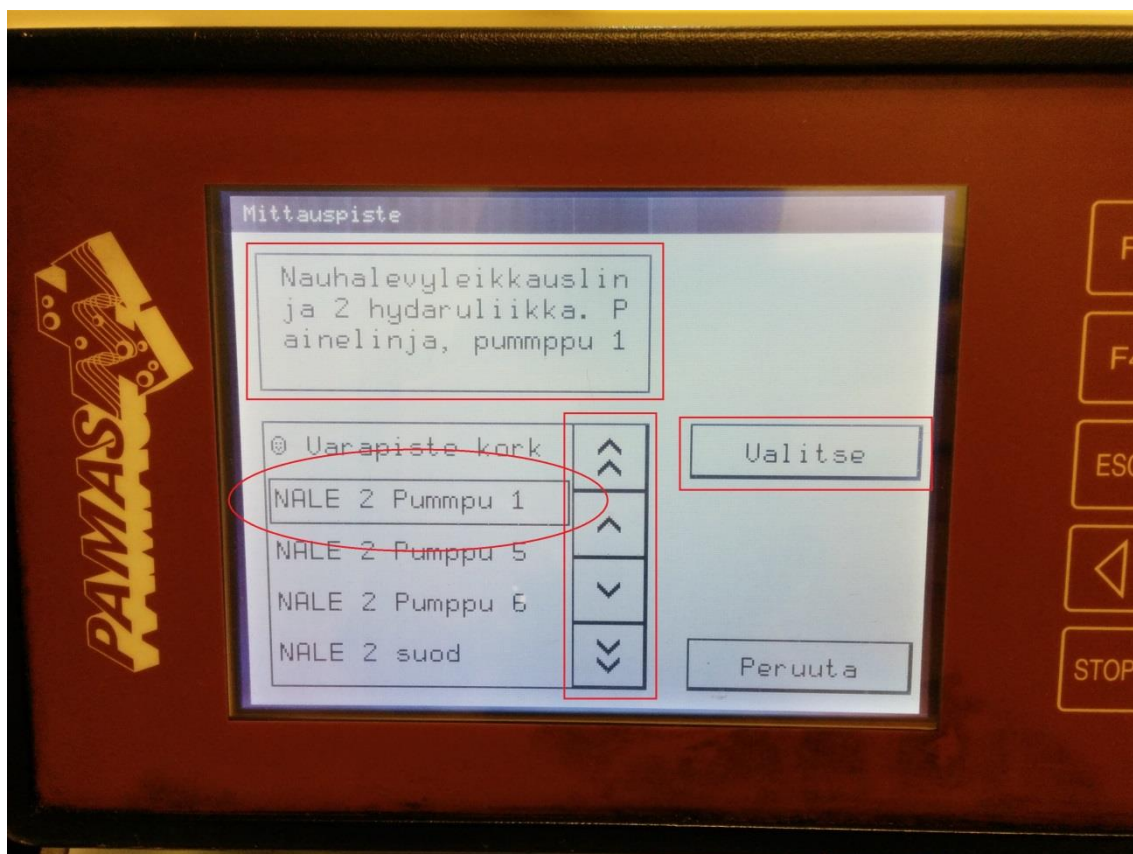 Mittauspiste
Nauhalevyleikkauslin
ja 2 hydaruliikka. P
ainelinja, pummppu 1
Varapiste kork
NALE 2 Pummpu 1
NALE 2 Pumppu 5
NALE 2 Pumppu 6
NALE 2 suod
Valitse
Peruuta
PAMAS
F4
ESC
STOP